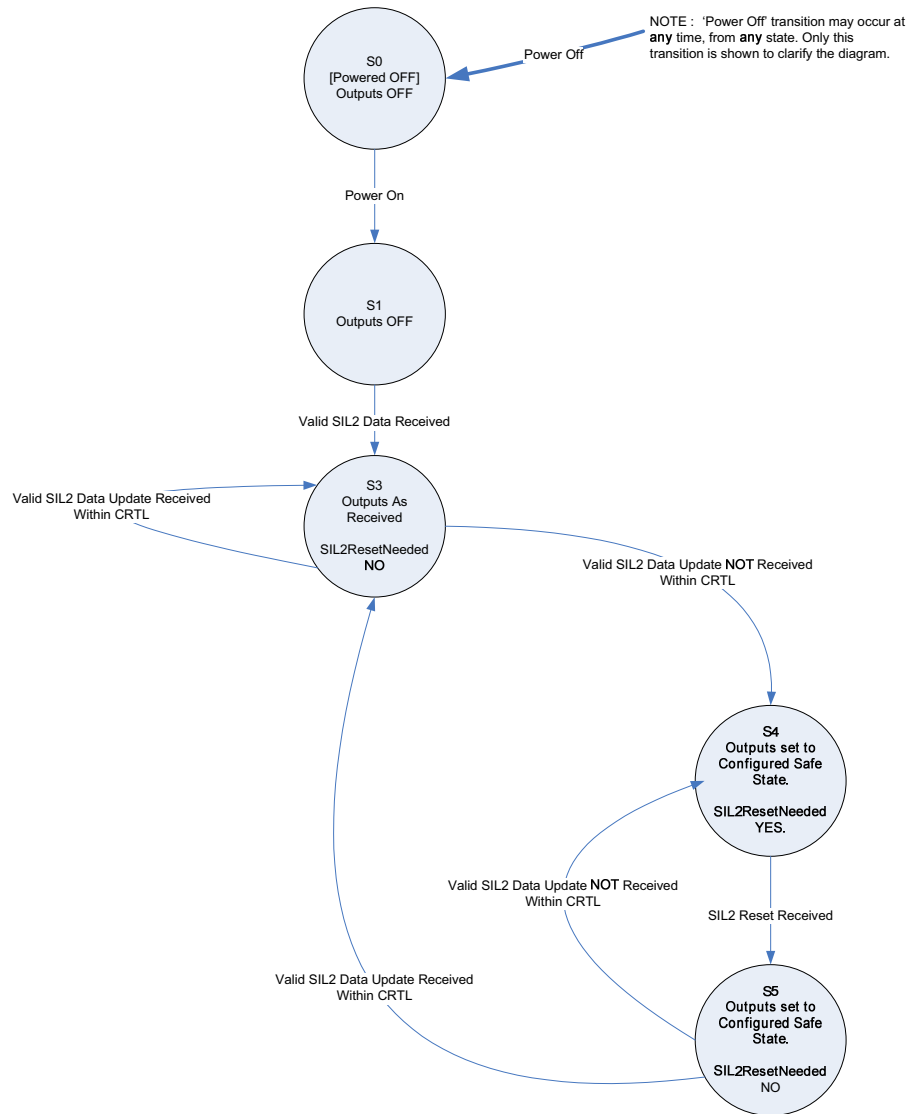 NOTE : 'Power Off' transition may occur at
any time, from any state. Only this
transition is shown to clarify the diagram.
Power Off
S0
[Powered OFF]
Outputs OFF
Power On
S1
Outputs OFF
Valid SIL2 Data Received
Valid SIL2 Data Update Received
Within CRTL
S3
Outputs As
Received
SIL2ResetNeeded
NO
Valid SIL2 Data Update NOT Received
Within CRTL
S4
Outputs set to
Configured Safe
State.
SIL2ResetNeeded
YES.
Valid SIL2 Data Update NOT Received
Within CRTL
SIL2 Reset Received
Valid SIL2 Data Update Received
Within CRTL
S5
Outputs set to
Configured Safe
State.
SIL2ResetNeeded
NO